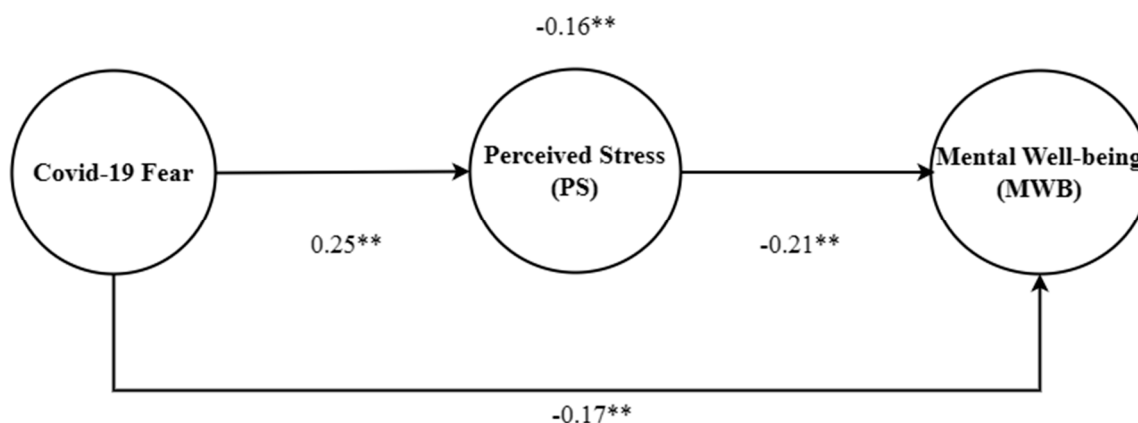 -0.16**
Covid-19 Fear
Perceived Stress
(PS)
Mental Well-being
(MWB)
0.25**
-0.21**
-0.17**